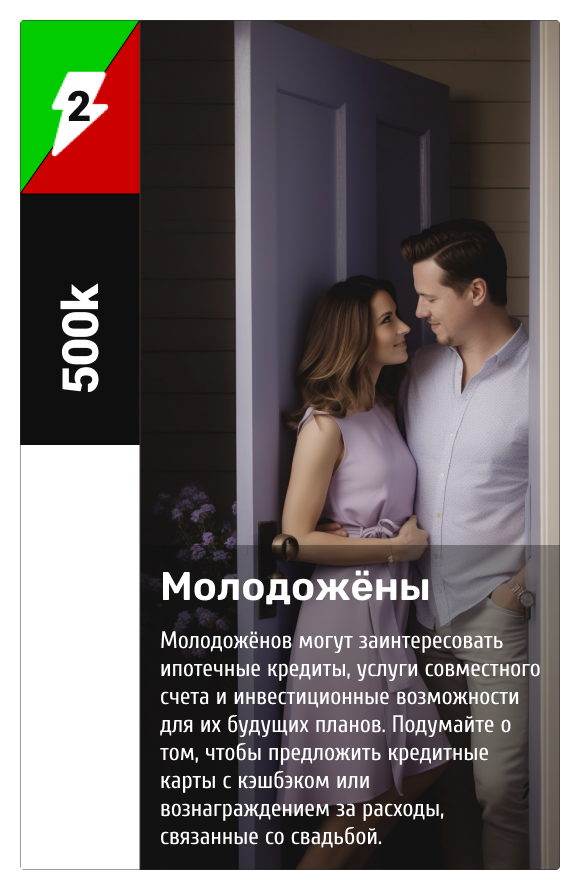 2
500k
Молодожёны
Молодожёнов могут заинтересовать
ипотечные кредиты, услуги совместного
счета и инвестиционные возможности
для их будущих планов. Подумайте о
том, чтобы предложить кредитные
карты с кэшбэком или
вознаграждением за расходы,
связанные со свадьбой.